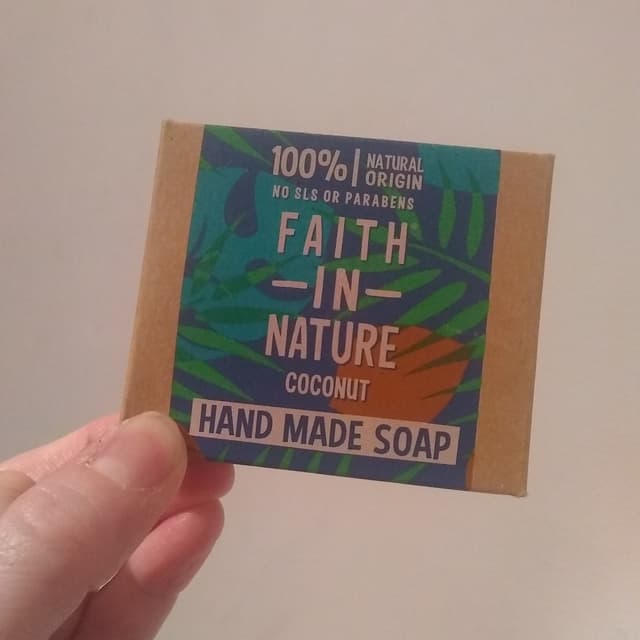 100% | NATURAL ORIGIN
NO SLS OR PARABENS
FAITH
—IN—
NATURE
COCONUT
HAND MADE SOAP